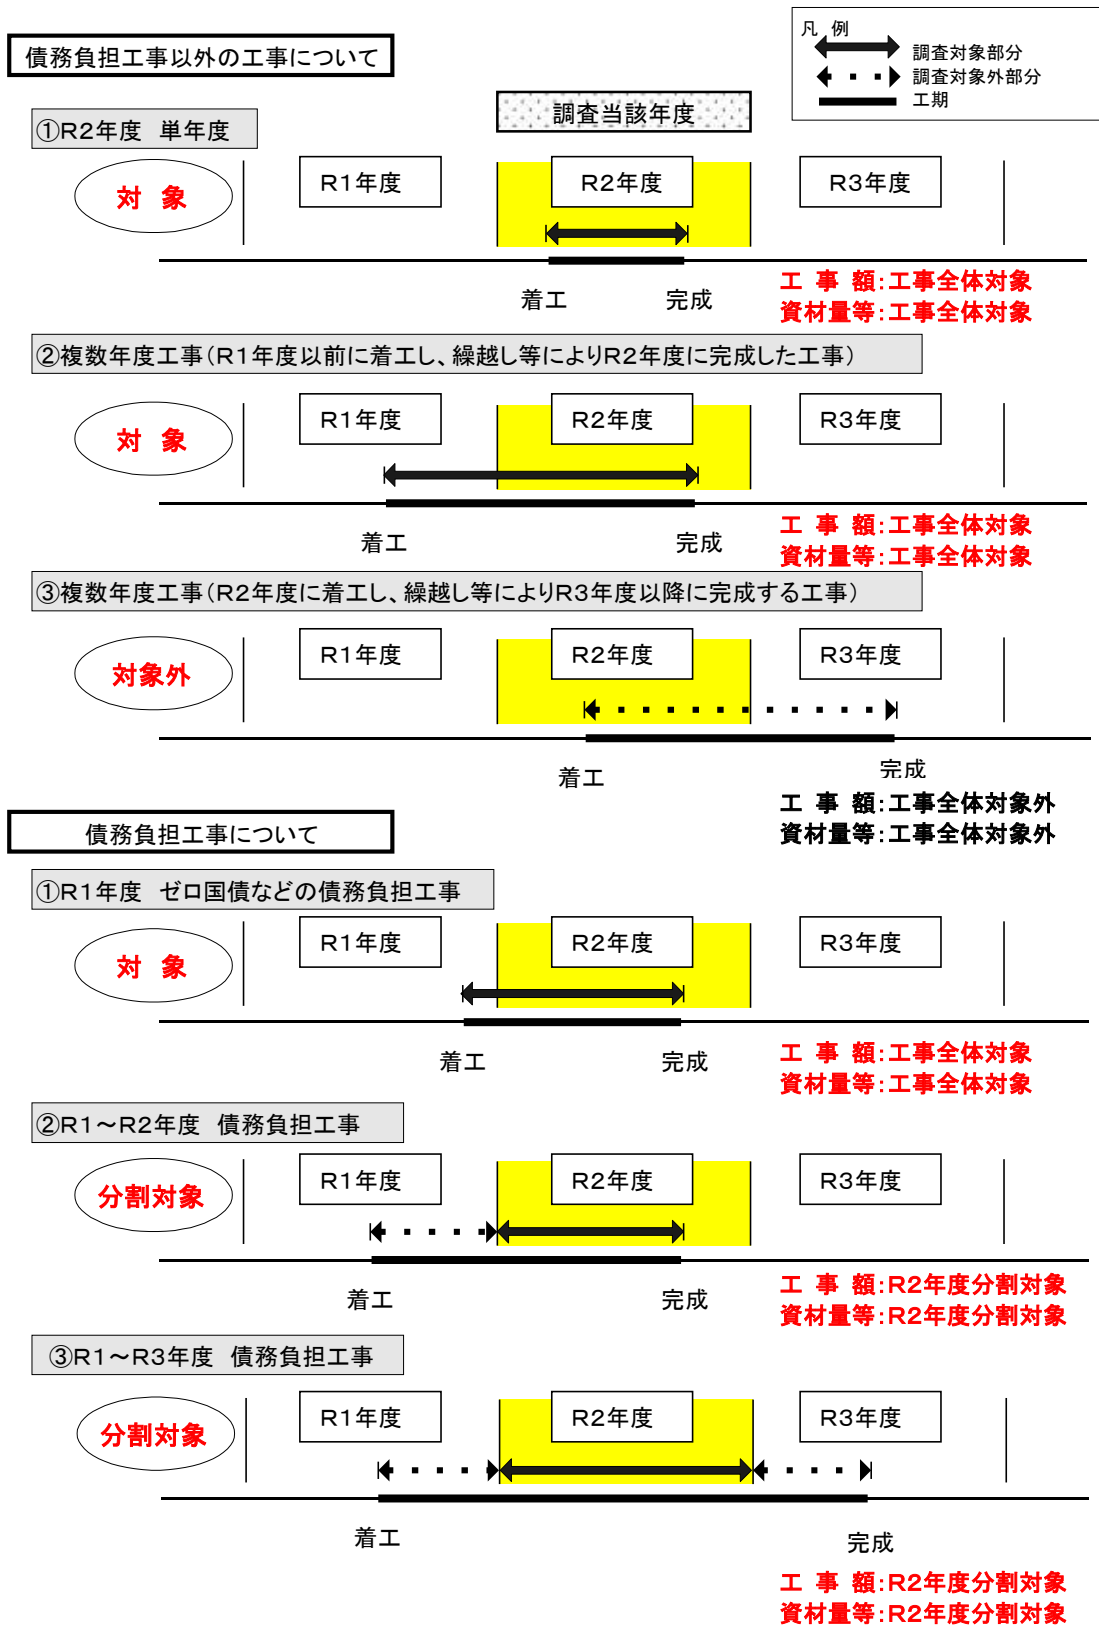 凡 例
調査対象部分
調査対象外部分
工期
債務負担工事以外の工事について
調査当該年度
①R2年度 単年度
対 象
R1年度
R2年度
R3年度
着工
完成
工 事 額:工事全体対象
資材量等:工事全体対象
②複数年度工事(R1年度以前に着工し、繰越し等によりR2年度に完成した工事)
対 象
R1年度
R2年度
R3年度
着工
完成
工 事 額:工事全体対象
資材量等:工事全体対象
③複数年度工事(R2年度に着工し、繰越し等によりR3年度以降に完成する工事)
対象外
R1年度
R2年度
R3年度
着工
完成
工 事 額:工事全体対象外
資材量等:工事全体対象外
債務負担工事について
①R1年度 ゼロ国債などの債務負担工事
対 象
R1年度
R2年度
R3年度
着工
完成
工 事 額:工事全体対象
資材量等:工事全体対象
②R1～R2年度 債務負担工事
分割対象
R1年度
R2年度
R3年度
着工
完成
工 事 額:R2年度分割対象
資材量等:R2年度分割対象
③R1～R3年度 債務負担工事
分割対象
R1年度
R2年度
R3年度
着工
完成
工 事 額:R2年度分割対象
資材量等:R2年度分割対象